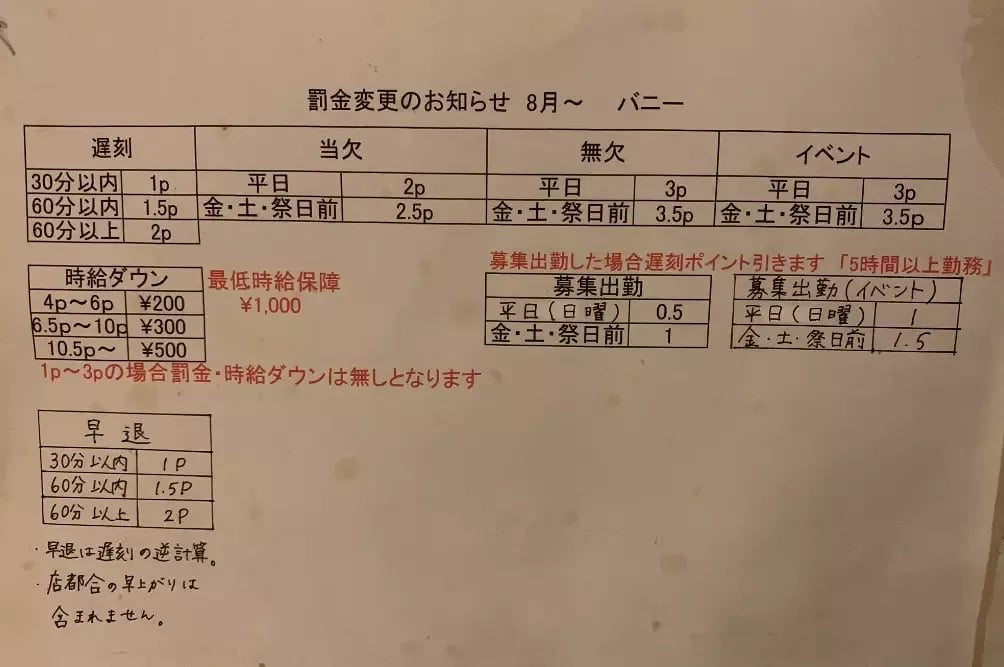 罰金変更のお知らせ 8月～ バニー
遅刻 当欠 無欠 イベント
30分以内 1p 平日 2p 平日 3p 平日 3p
60分以内 1.5p 金・土・祭日前 2.5p 金・土・祭日前 3.5p 金・土・祭日前 3.5p
60分以上 2p
時給ダウン
4p～6p ¥200
6.5p～10p ¥300
10.5p～ ¥500
最低時給保障
¥1,000
1p～3pの場合罰金・時給ダウンは無しとなります
募集出勤した場合遅刻ポイント引きます 「5時間以上勤務」
募集出勤
平日(日曜) 0.5
金・土・祭日前 1
募集出勤(イベント)
平日(日曜) 1
金・土・祭日前 1.5
早退
30分以内 1P
60分以内 1.5P
60分以上 2P
・早退は遅刻の逆計算。
・店都合の早上がりは
含まれません。